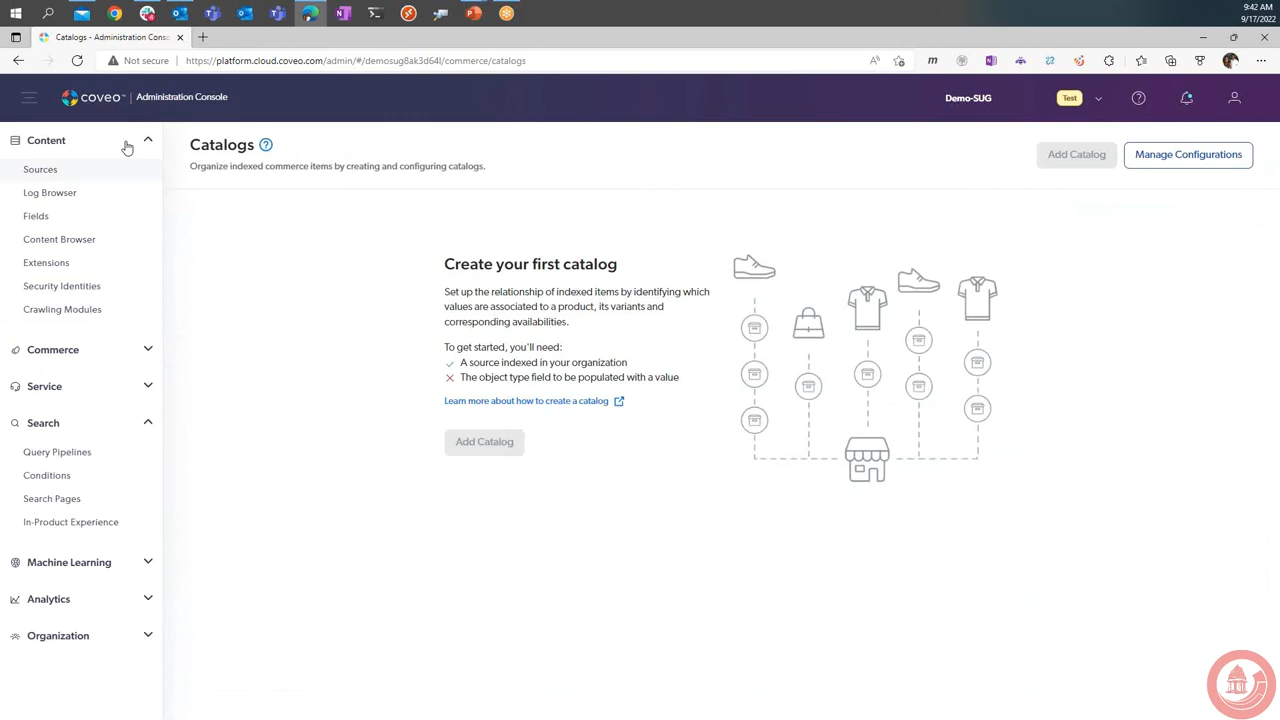 9:42 AM
9/17/2022
Catalogs - Administration Conso
Not secure
https://platform.cloud.coveo.com/admin/#/demosug8ak3d64l/commerce/catalogs
coveo™ | Administration Console
Demo-SUG
Test
Content
Sources
Log Browser
Fields
Content Browser
Extensions
Security Identities
Crawling Modules
Commerce
Service
Search
Query Pipelines
Conditions
Search Pages
In-Product Experience
Machine Learning
Analytics
Organization
Catalogs
Organize indexed commerce items by creating and configuring catalogs.
Add Catalog
Manage Configurations
Create your first catalog
Set up the relationship of indexed items by identifying which
values are associated to a product, its variants and
corresponding availabilities.
To get started, you'll need:
A source indexed in your organization
The object type field to be populated with a value
Learn more about how to create a catalog
Add Catalog